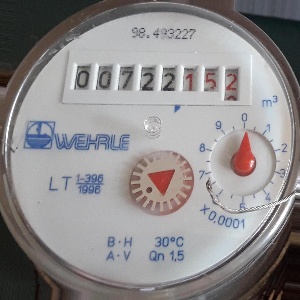 98.493227
00722152
m³
WEHRLE
LT 1-396
1996
9 0 1
8 2
7 3
6 5 4
X0,0001
B·H 30°C
A·V Qn 1,5